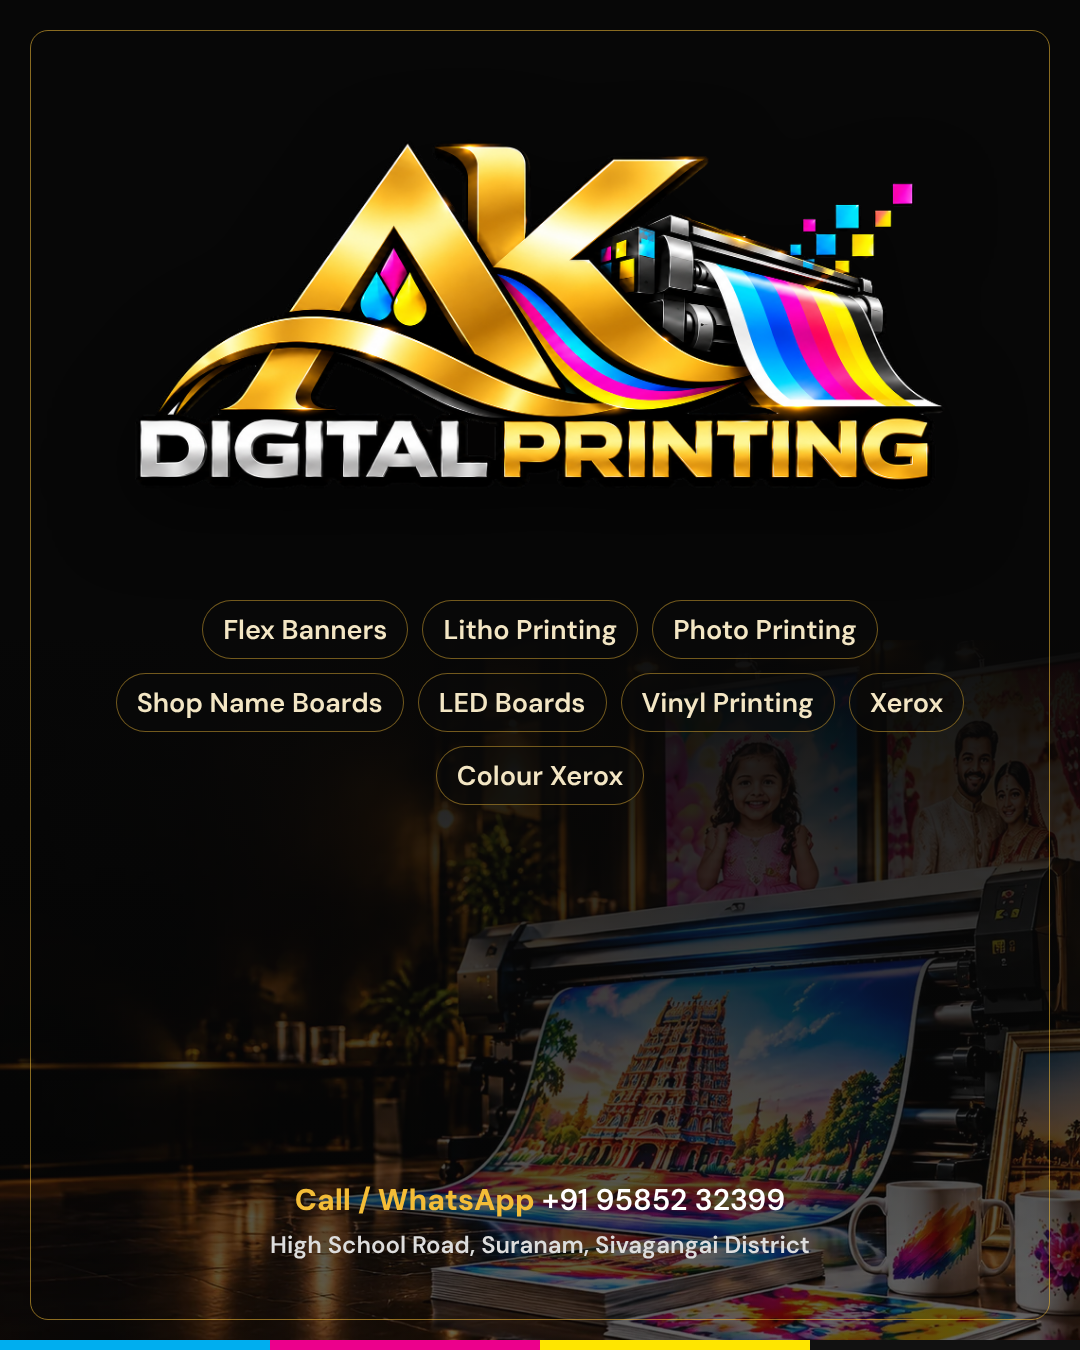 AK
DIGITAL PRINTING
Flex Banners Litho Printing Photo Printing
Shop Name Boards LED Boards Vinyl Printing Xerox
Colour Xerox
Call / WhatsApp +91 95852 32399
High School Road, Suranam, Sivagangai District